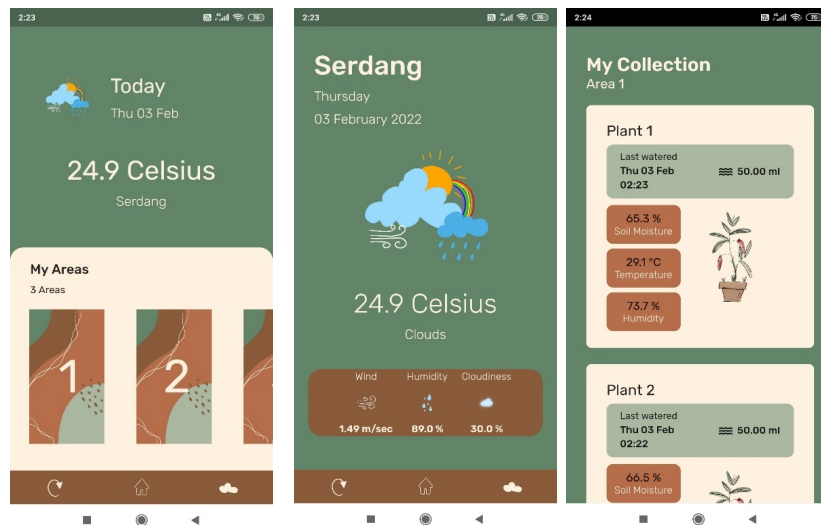 2:23
70
Today
Thu 03 Feb
24.9 Celsius
Serdang
My Areas
3 Areas
1
2
2:23
70
Serdang
Thursday
03 February 2022
24.9 Celsius
Clouds
Wind Humidity Cloudiness
1.49 m/sec 89.0 % 30.0 %
2:24
70
My Collection
Area 1
Plant 1
Last watered
Thu 03 Feb
02:23
50.00 ml
65.3 %
Soil Moisture
29.1 °C
Temperature
73.7 %
Humidity
Plant 2
Last watered
Thu 03 Feb
02:22
50.00 ml
66.5 %
Soil Moisture